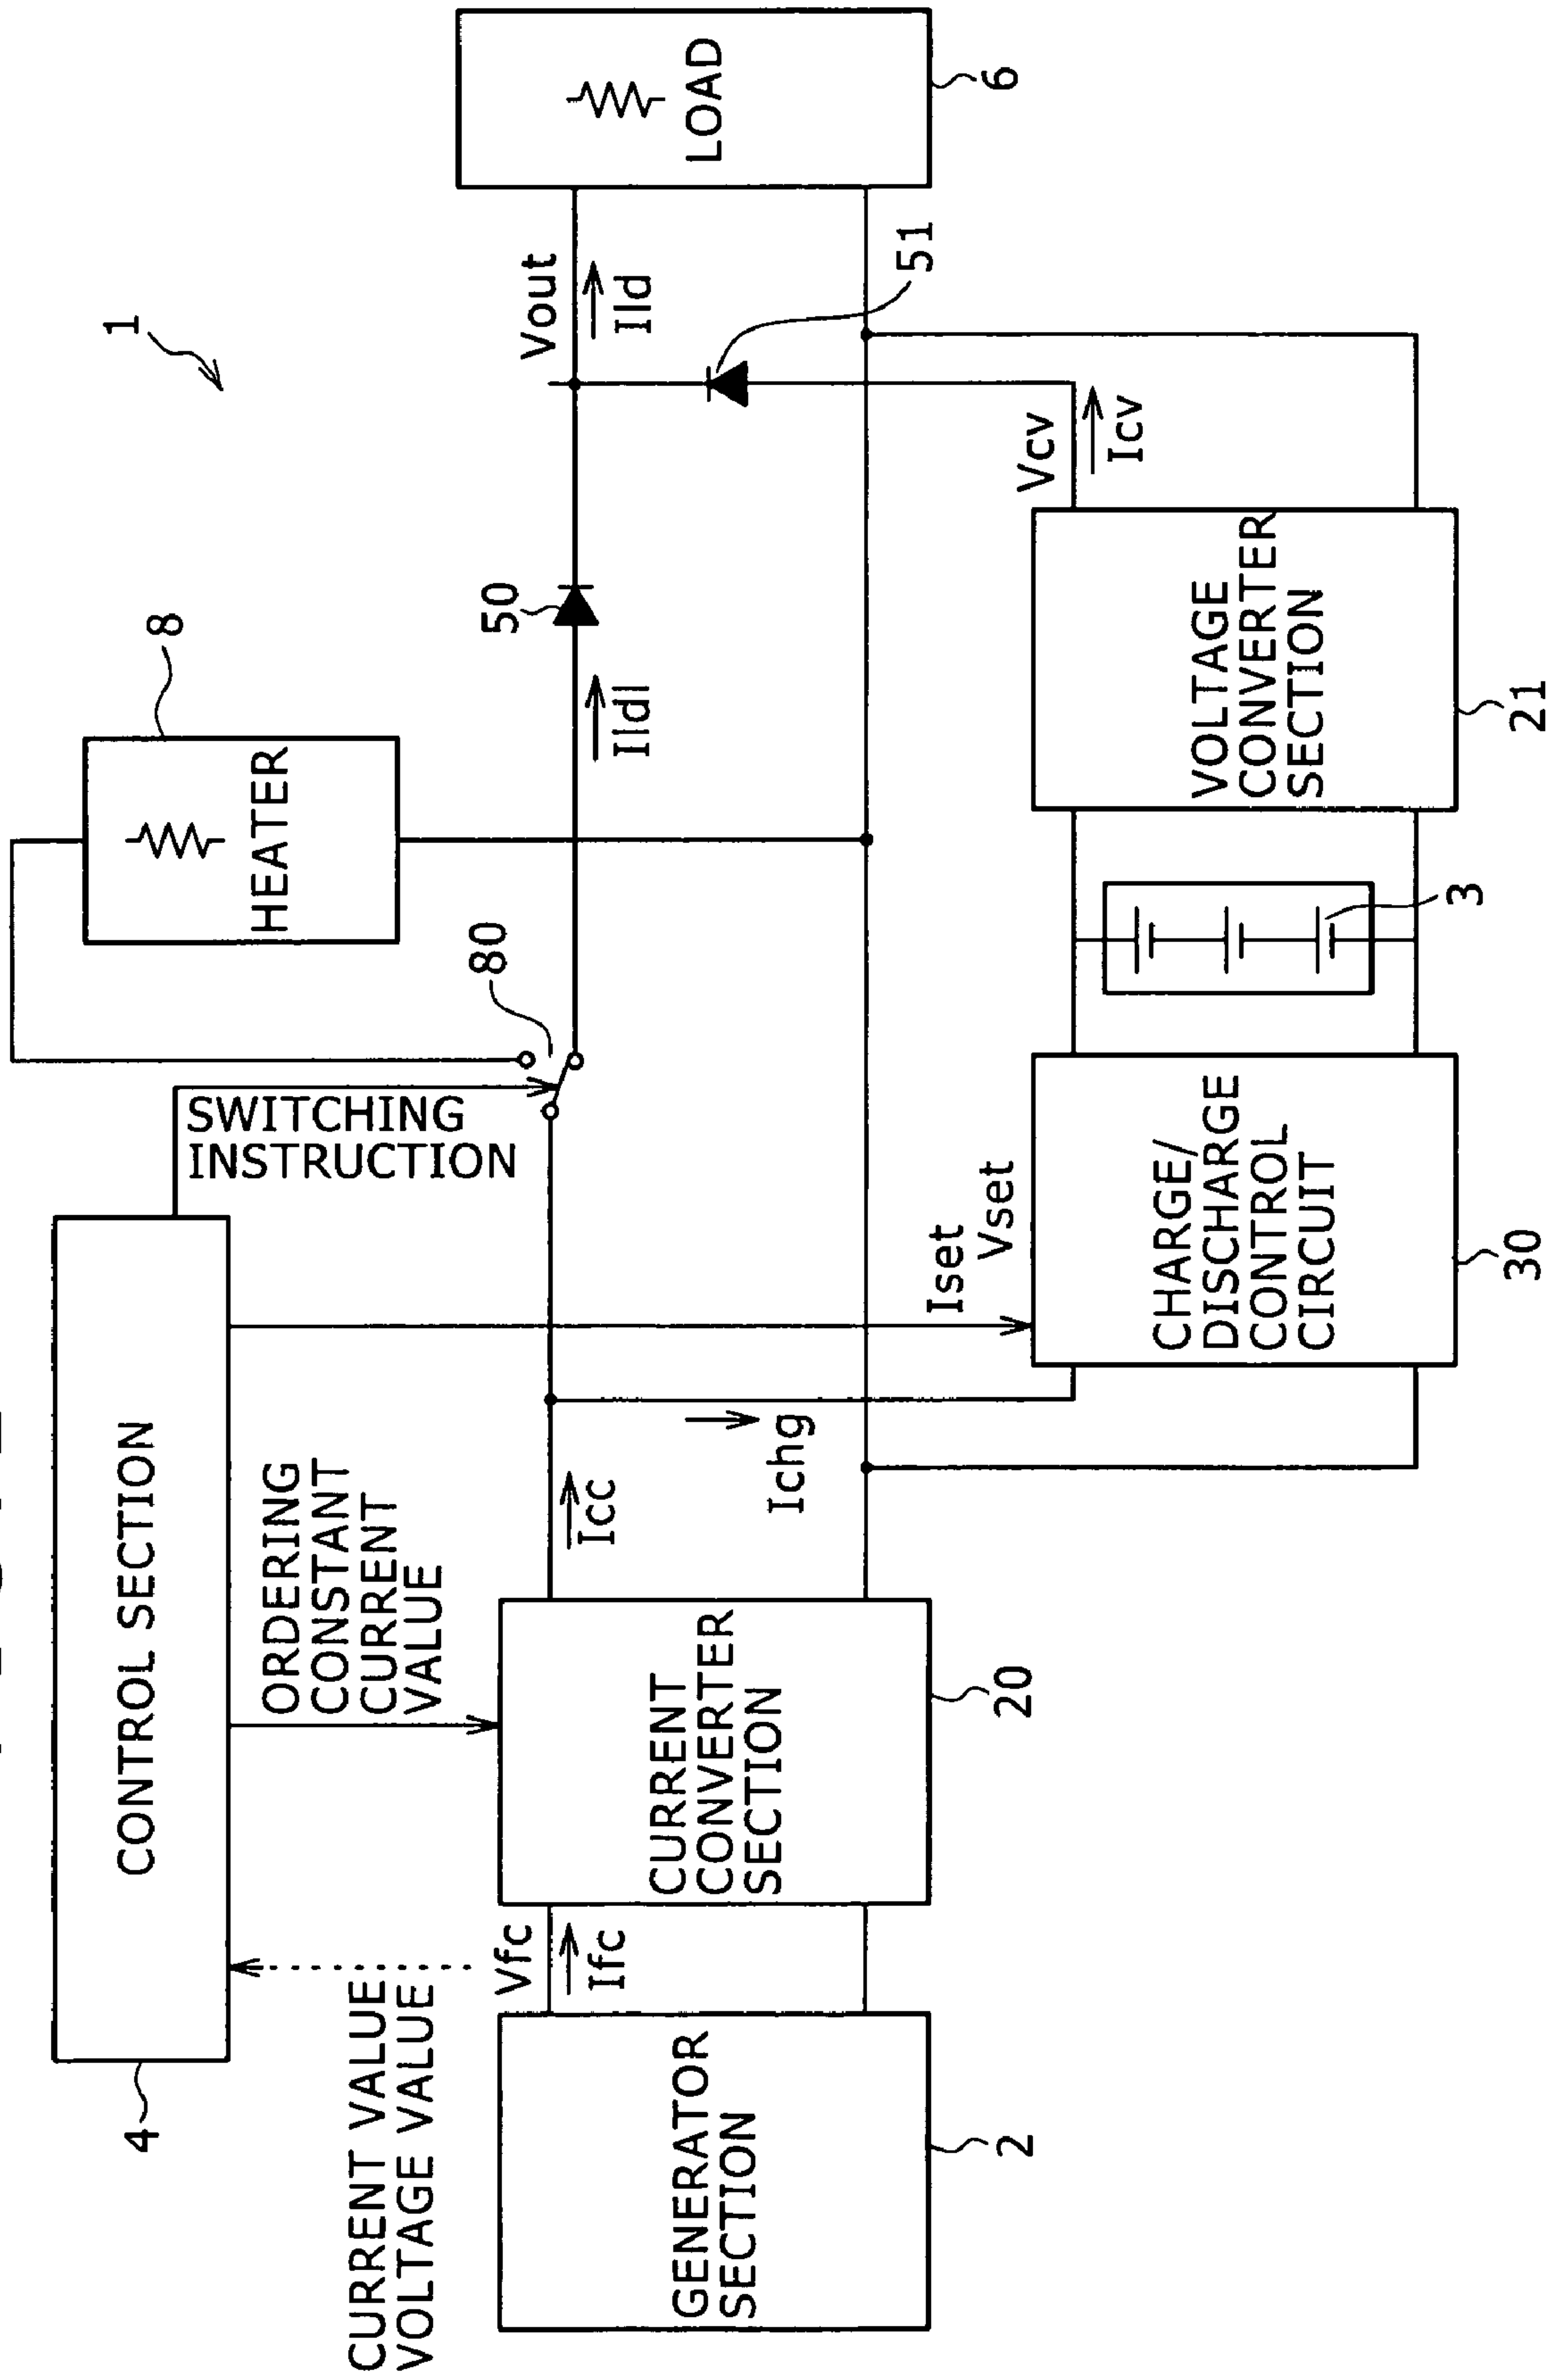 1
CONTROL SECTION
4
CURRENT VALUE
VOLTAGE VALUE
ORDERING
CONSTANT
CURRENT
VALUE
SWITCHING
INSTRUCTION
80
HEATER
8
GENERATOR
SECTION
2
Vfc
Ifc
CURRENT
CONVERTER
SECTION
20
Icc
Ichg
Iset
Vset
Ildl
50
Vout
Ild
51
LOAD
6
CHARGE/
DISCHARGE
CONTROL
CIRCUIT
30
3
VOLTAGE
CONVERTER
SECTION
21
Vcv
Icv